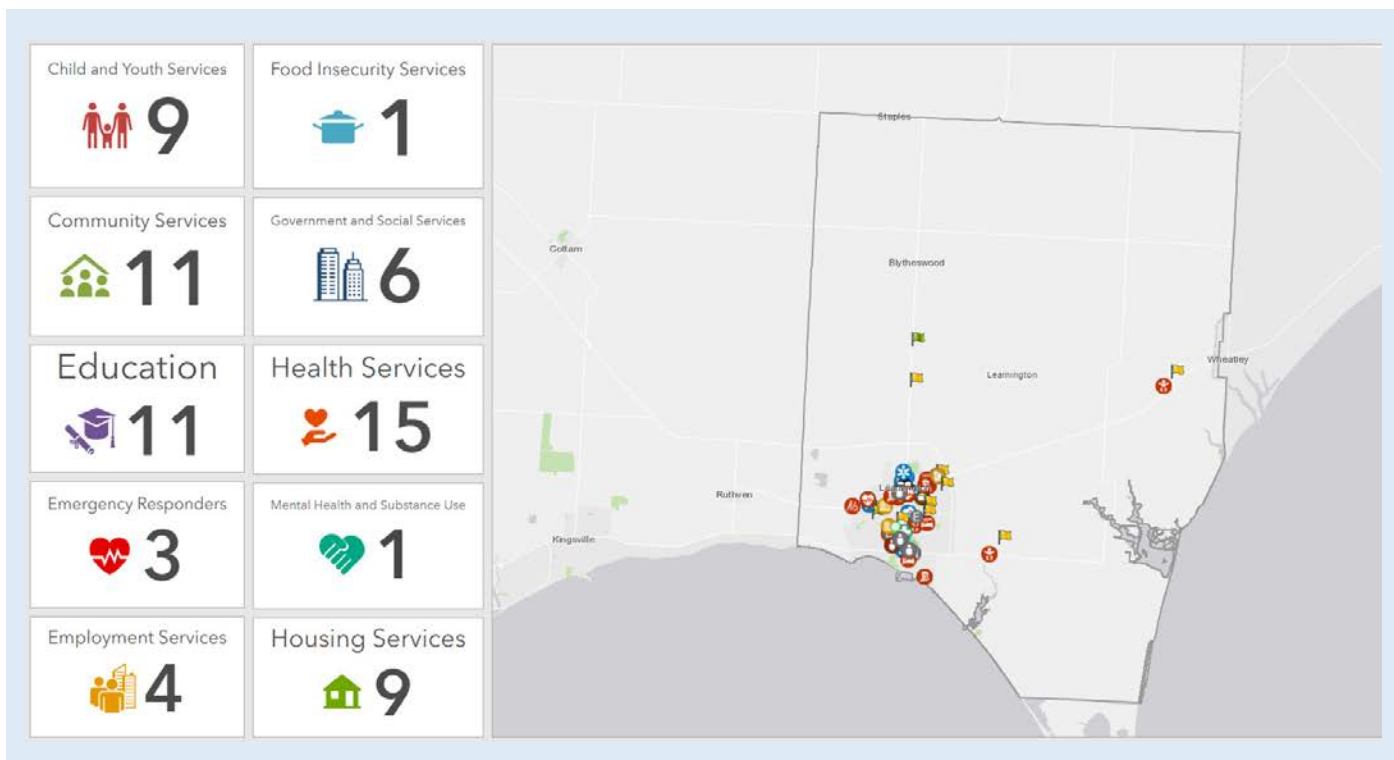 Child and Youth Services
9
Food Insecurity Services
1
Community Services
11
Government and Social Services
6
Education
11
Health Services
15
Emergency Responders
3
Mental Health and Substance Use
1
Employment Services
4
Housing Services
9
Staples
Cottam
Blytheswood
Wheatley
Leamington
Ruthven
Kingsville